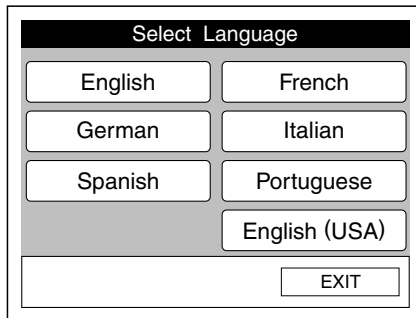 Select Language
English
French
German
Italian
Spanish
Portuguese
English (USA)
EXIT